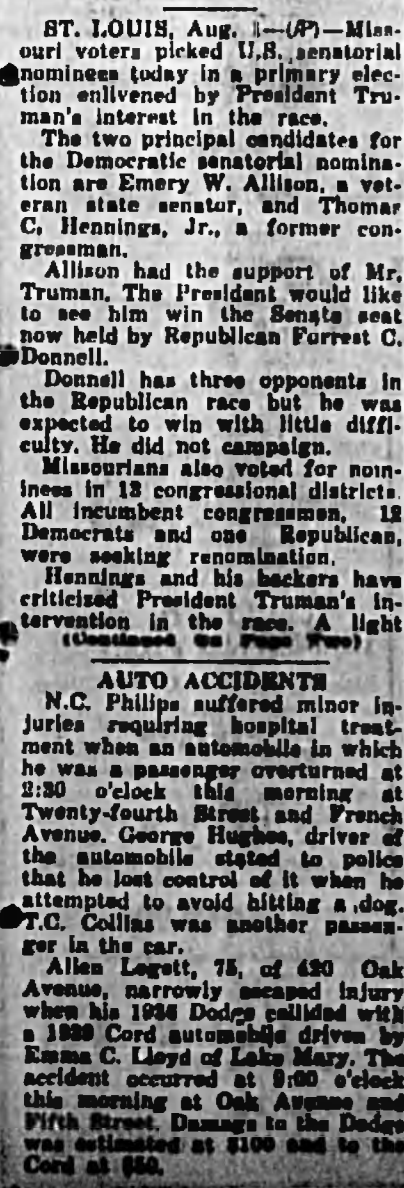 ST. LOUIS, Aug. 1—(AP)—Miss-
ouri voters picked U.S. senatorial
nominees today in a primary elec-
tion enlivened by President Tru-
man's interest in the race.
The two principal candidates for
the Democratic senatorial nomina-
tion are Emery W. Allison, a vet-
eran state senator, and Thomas
C. Hennings, Jr., a former con-
gressman.
Allison had the support of Mr.
Truman. The President would like
to see him win the Senate seat
now held by Republican Forrest C.
Donnell.
Donnell has three opponents in
the Republican race but he was
expected to win with little diffi-
culty. He did not campaign.
Missourians also voted for nom-
inees in 13 congressional districts.
All incumbent congressmen, 12
Democrats and one Republican,
were seeking renomination.
Hennings and his backers have
criticized President Truman's in-
tervention in the race. A light
(Continued On Page Two)
AUTO ACCIDENTS
N.C. Philips suffered minor in-
juries requiring hospital treat-
ment when an automobile in which
he was a passenger overturned at
2:30 o'clock this morning at
Twenty-fourth Street and French
Avenue. George Hughes, driver of
the automobile stated to police
that he lost control of it when he
attempted to avoid hitting a dog.
T.C. Collins was another passen-
ger in the car.
Allen Legett, 75, of 420 Oak
Avenue, narrowly escaped injury
when his 1936 Dodge collided with
a 1939 Cord automobile driven by
Emma C. Lloyd of Lake Mary. The
accident occurred at 9:00 o'clock
this morning at Oak Avenue and
Fifth Street. Damage to the Dodge
was estimated at $100 and to the
Cord at $50.